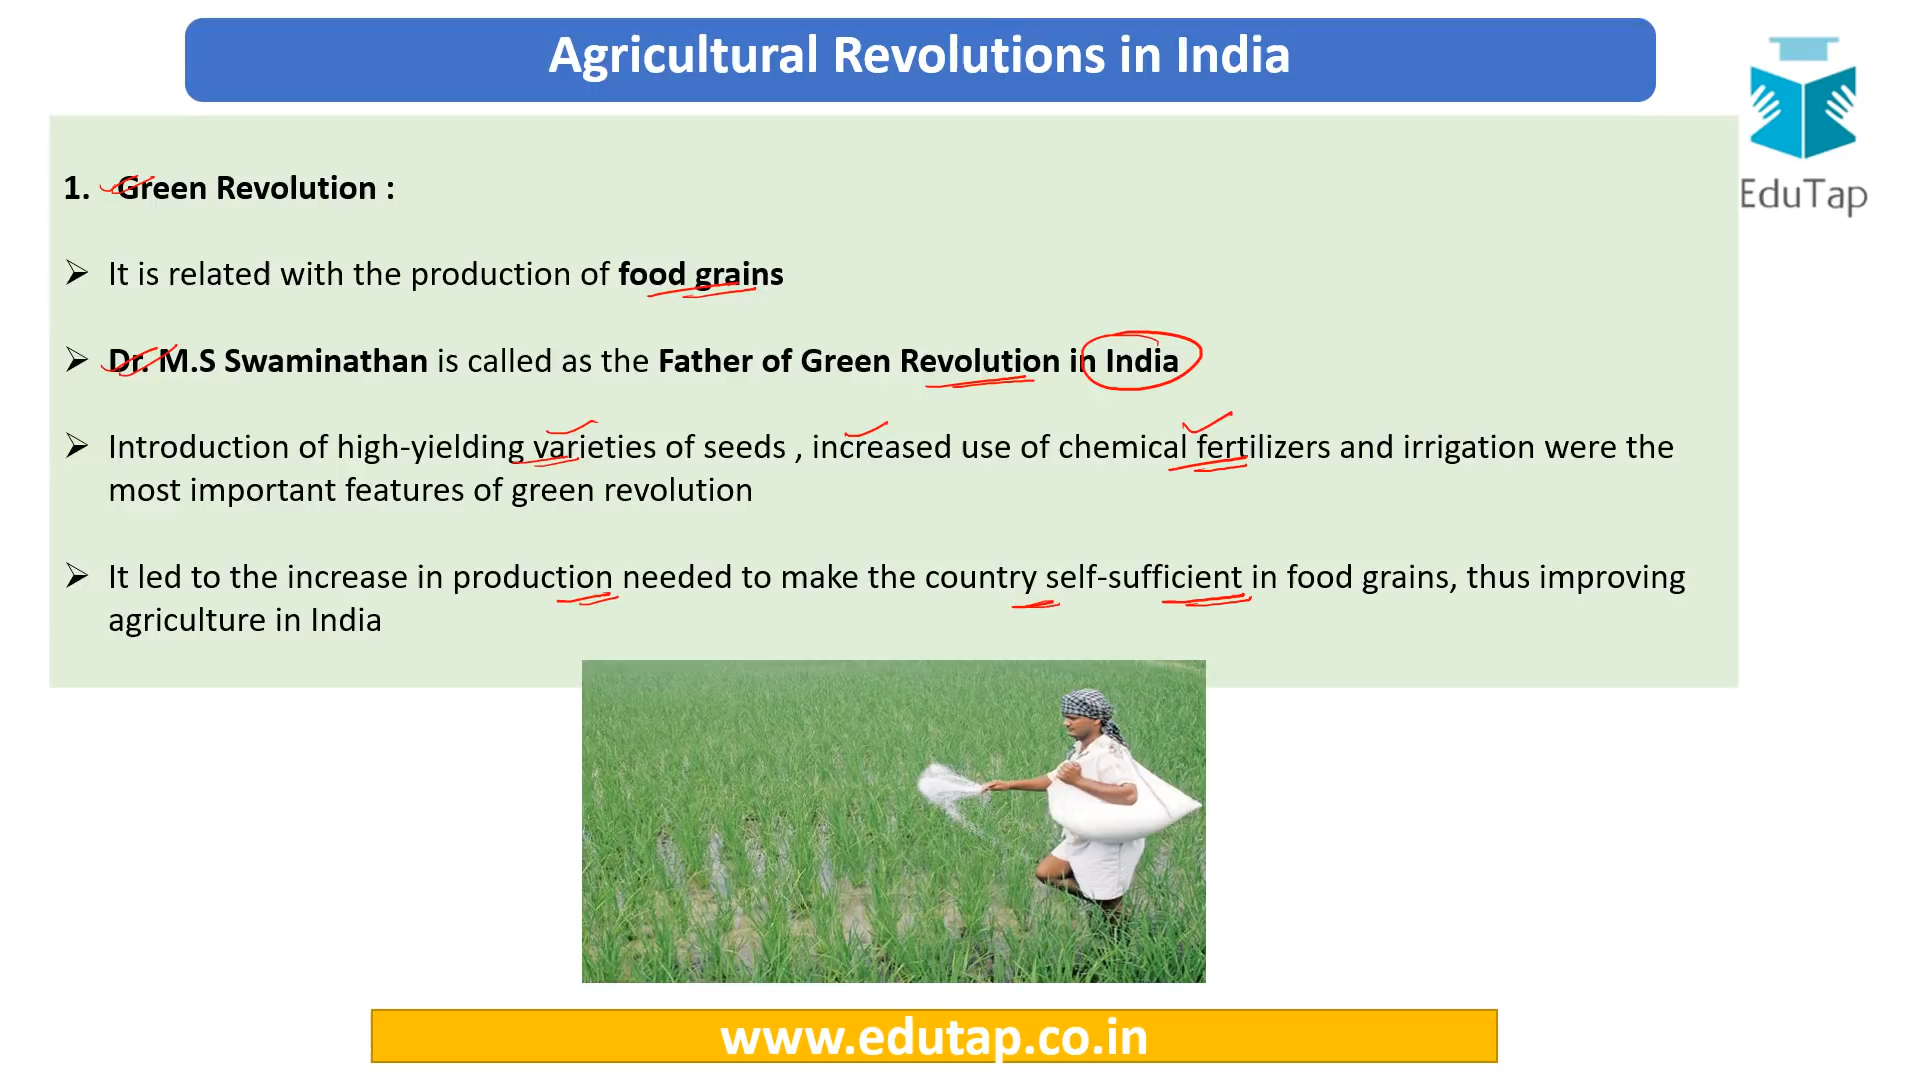 Agricultural Revolutions in India
EduTap
1. Green Revolution :
It is related with the production of food grains
Dr. M.S Swaminathan is called as the Father of Green Revolution in India
Introduction of high-yielding varieties of seeds , increased use of chemical fertilizers and irrigation were the
most important features of green revolution
It led to the increase in production needed to make the country self-sufficient in food grains, thus improving
agriculture in India
www.edutap.co.in